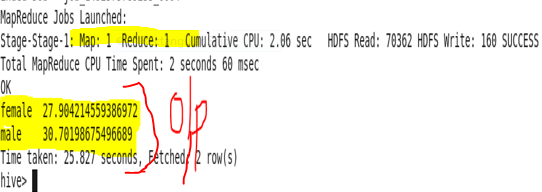 MapReduce Jobs Launched:
Stage-Stage-1: Map: 1  Reduce: 1   Cumulative CPU: 2.06 sec   HDFS Read: 70362 HDFS Write: 160 SUCCESS
Total MapReduce CPU Time Spent: 2 seconds 60 msec
OK
female  27.904214559386972
male    30.70198675496689
O/P
Time taken: 25.827 seconds, Fetched: 2 row(s)
hive>